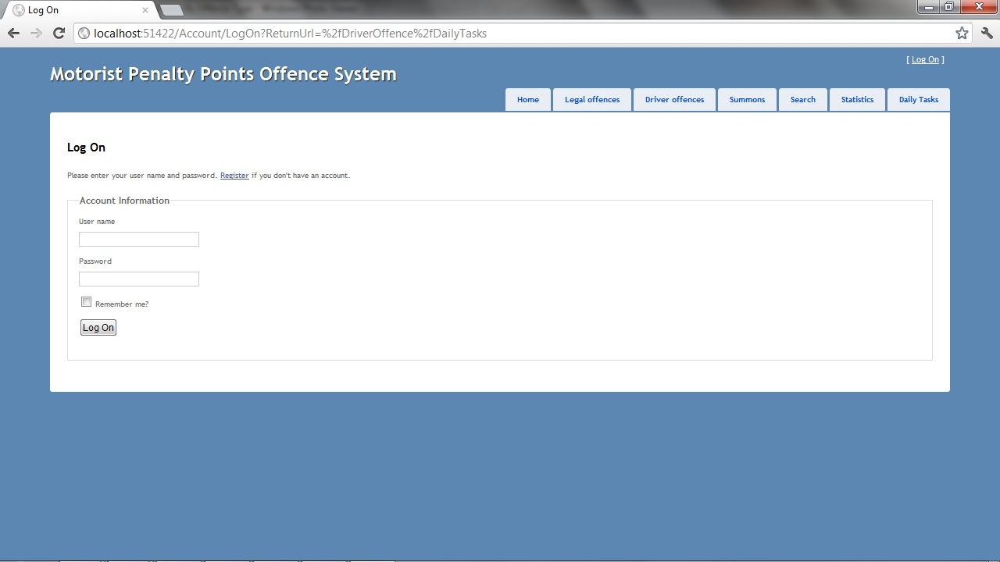 Log On
localhost:51422/Account/LogOn?ReturnUrl=%2fDriverOffence%2fDailyTasks
[ Log On ]
Motorist Penalty Points Offence System
Home Legal offences Driver offences Summons Search Statistics Daily Tasks
Log On
Please enter your user name and password. Register if you don't have an account.
Account Information
User name
Password
Remember me?
Log On